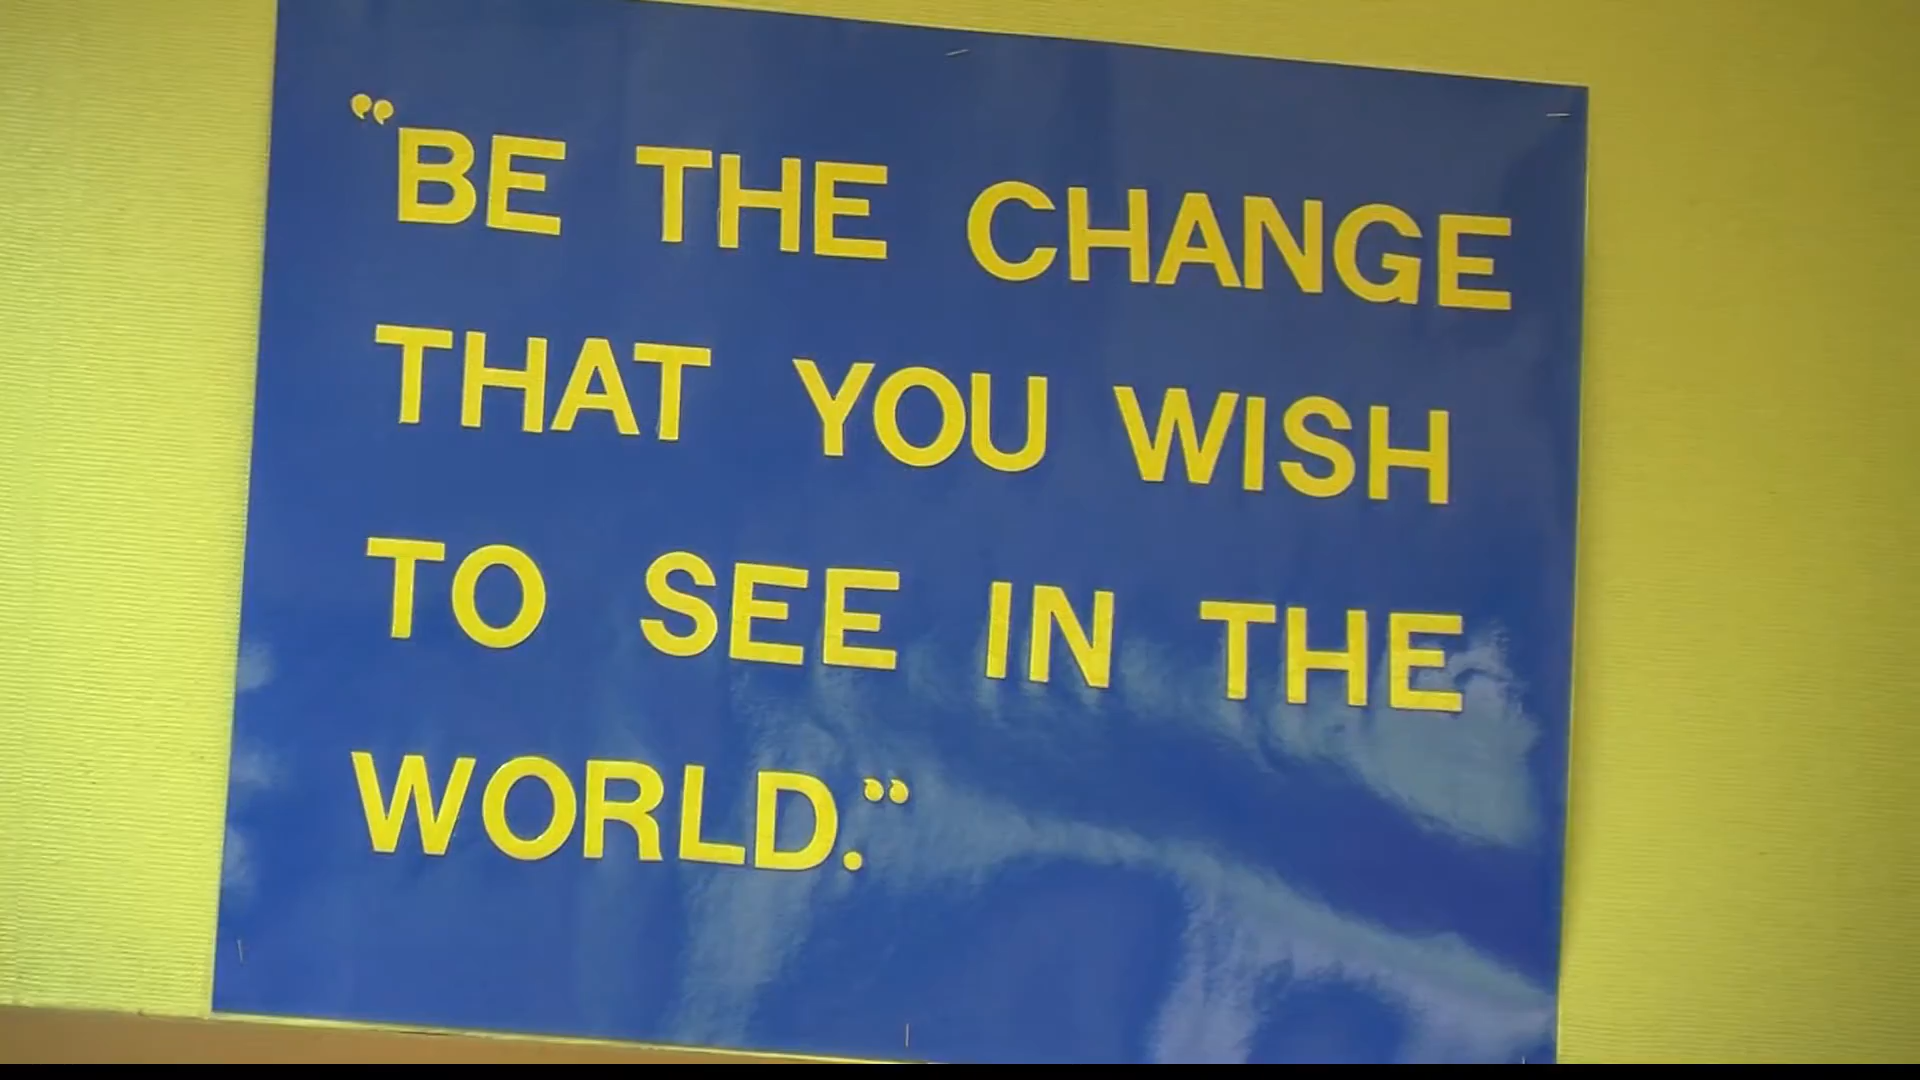 “BE THE CHANGE
THAT YOU WISH
TO SEE IN THE
WORLD.”